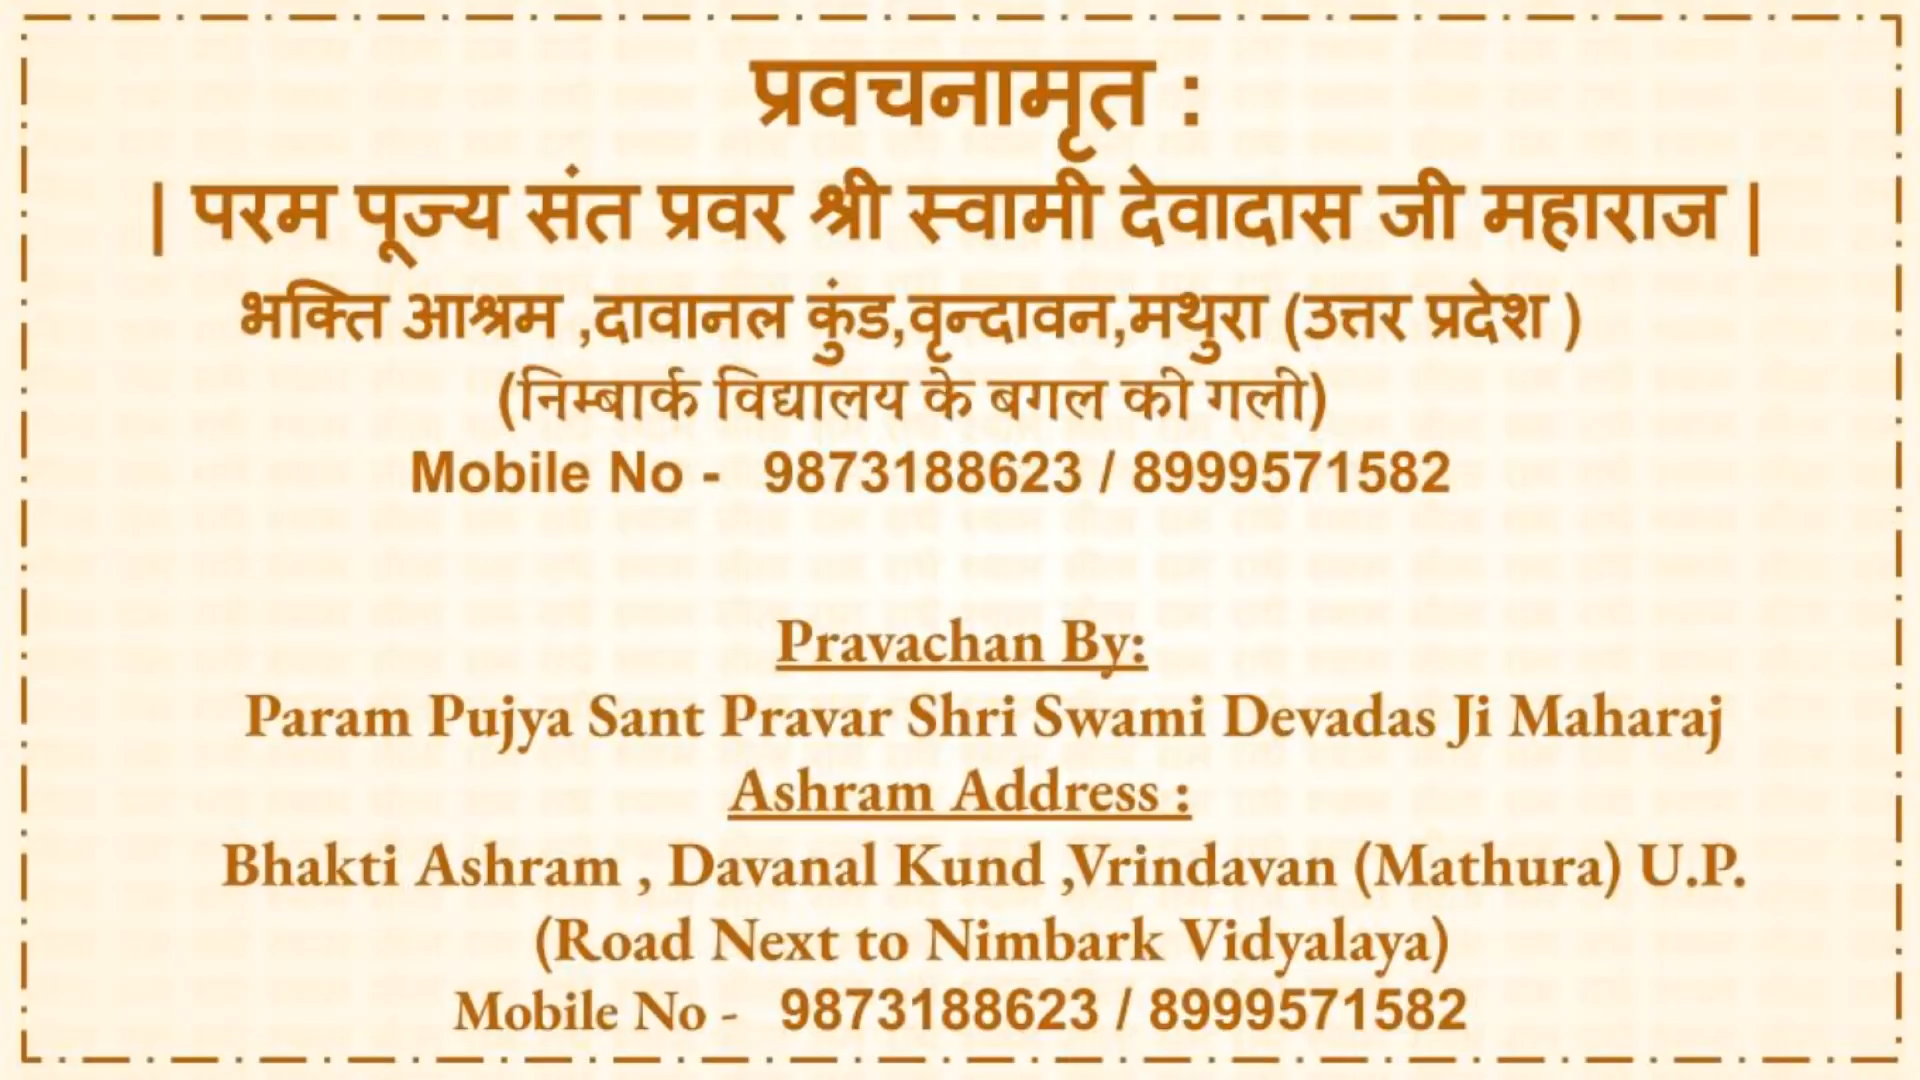 प्रवचनामृत :
| परम पूज्य संत प्रवर श्री स्वामी देवादास जी महाराज |
भक्ति आश्रम ,दावानल कुंड,वृन्दावन,मथुरा (उत्तर प्रदेश )
(निम्बार्क विद्यालय के बगल की गली)
Mobile No - 9873188623 / 8999571582
Pravachan By:
Param Pujya Sant Pravar Shri Swami Devadas Ji Maharaj
Ashram Address :
Bhakti Ashram , Davanal Kund ,Vrindavan (Mathura) U.P.
(Road Next to Nimbark Vidyalaya)
Mobile No - 9873188623 / 8999571582